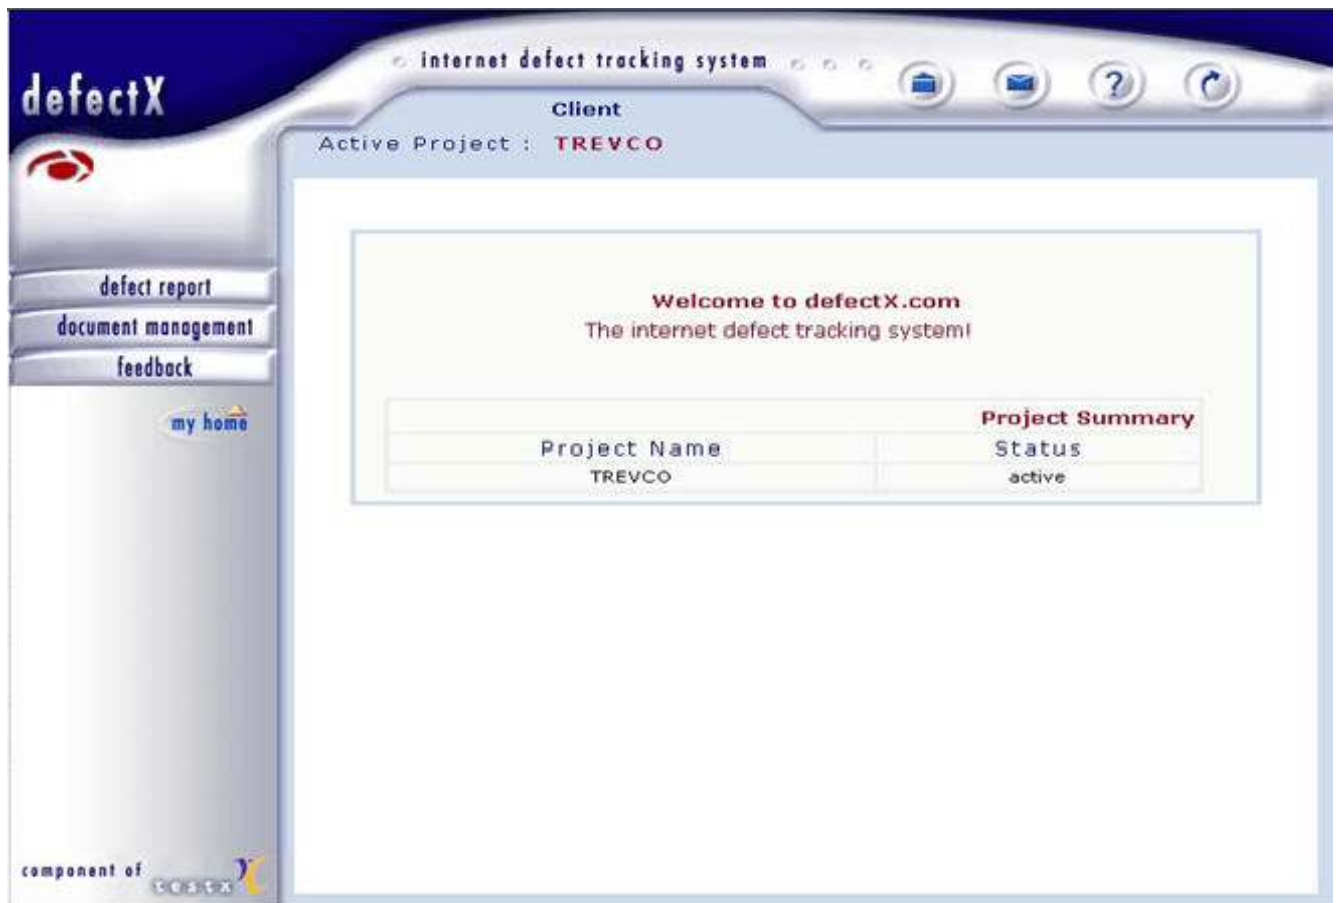 defectX
internet defect tracking system
?
Client
Active Project : TREVCO
defect report
document management
feedback
my home
Welcome to defectX.com
The internet defect tracking system!
Project Summary
Project Name Status
TREVCO active
component of testx